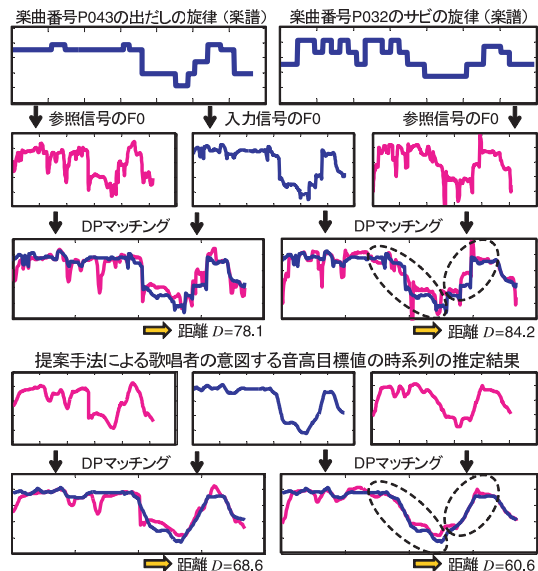 楽曲番号P043の出だしの旋律（楽譜）
楽曲番号P032のサビの旋律（楽譜）
参照信号のF0
入力信号のF0
参照信号のF0
DPマッチング
DPマッチング
距離 D=78.1
距離 D=84.2
提案手法による歌唱者の意図する音高目標値の時系列の推定結果
DPマッチング
DPマッチング
距離 D=68.6
距離 D=60.6